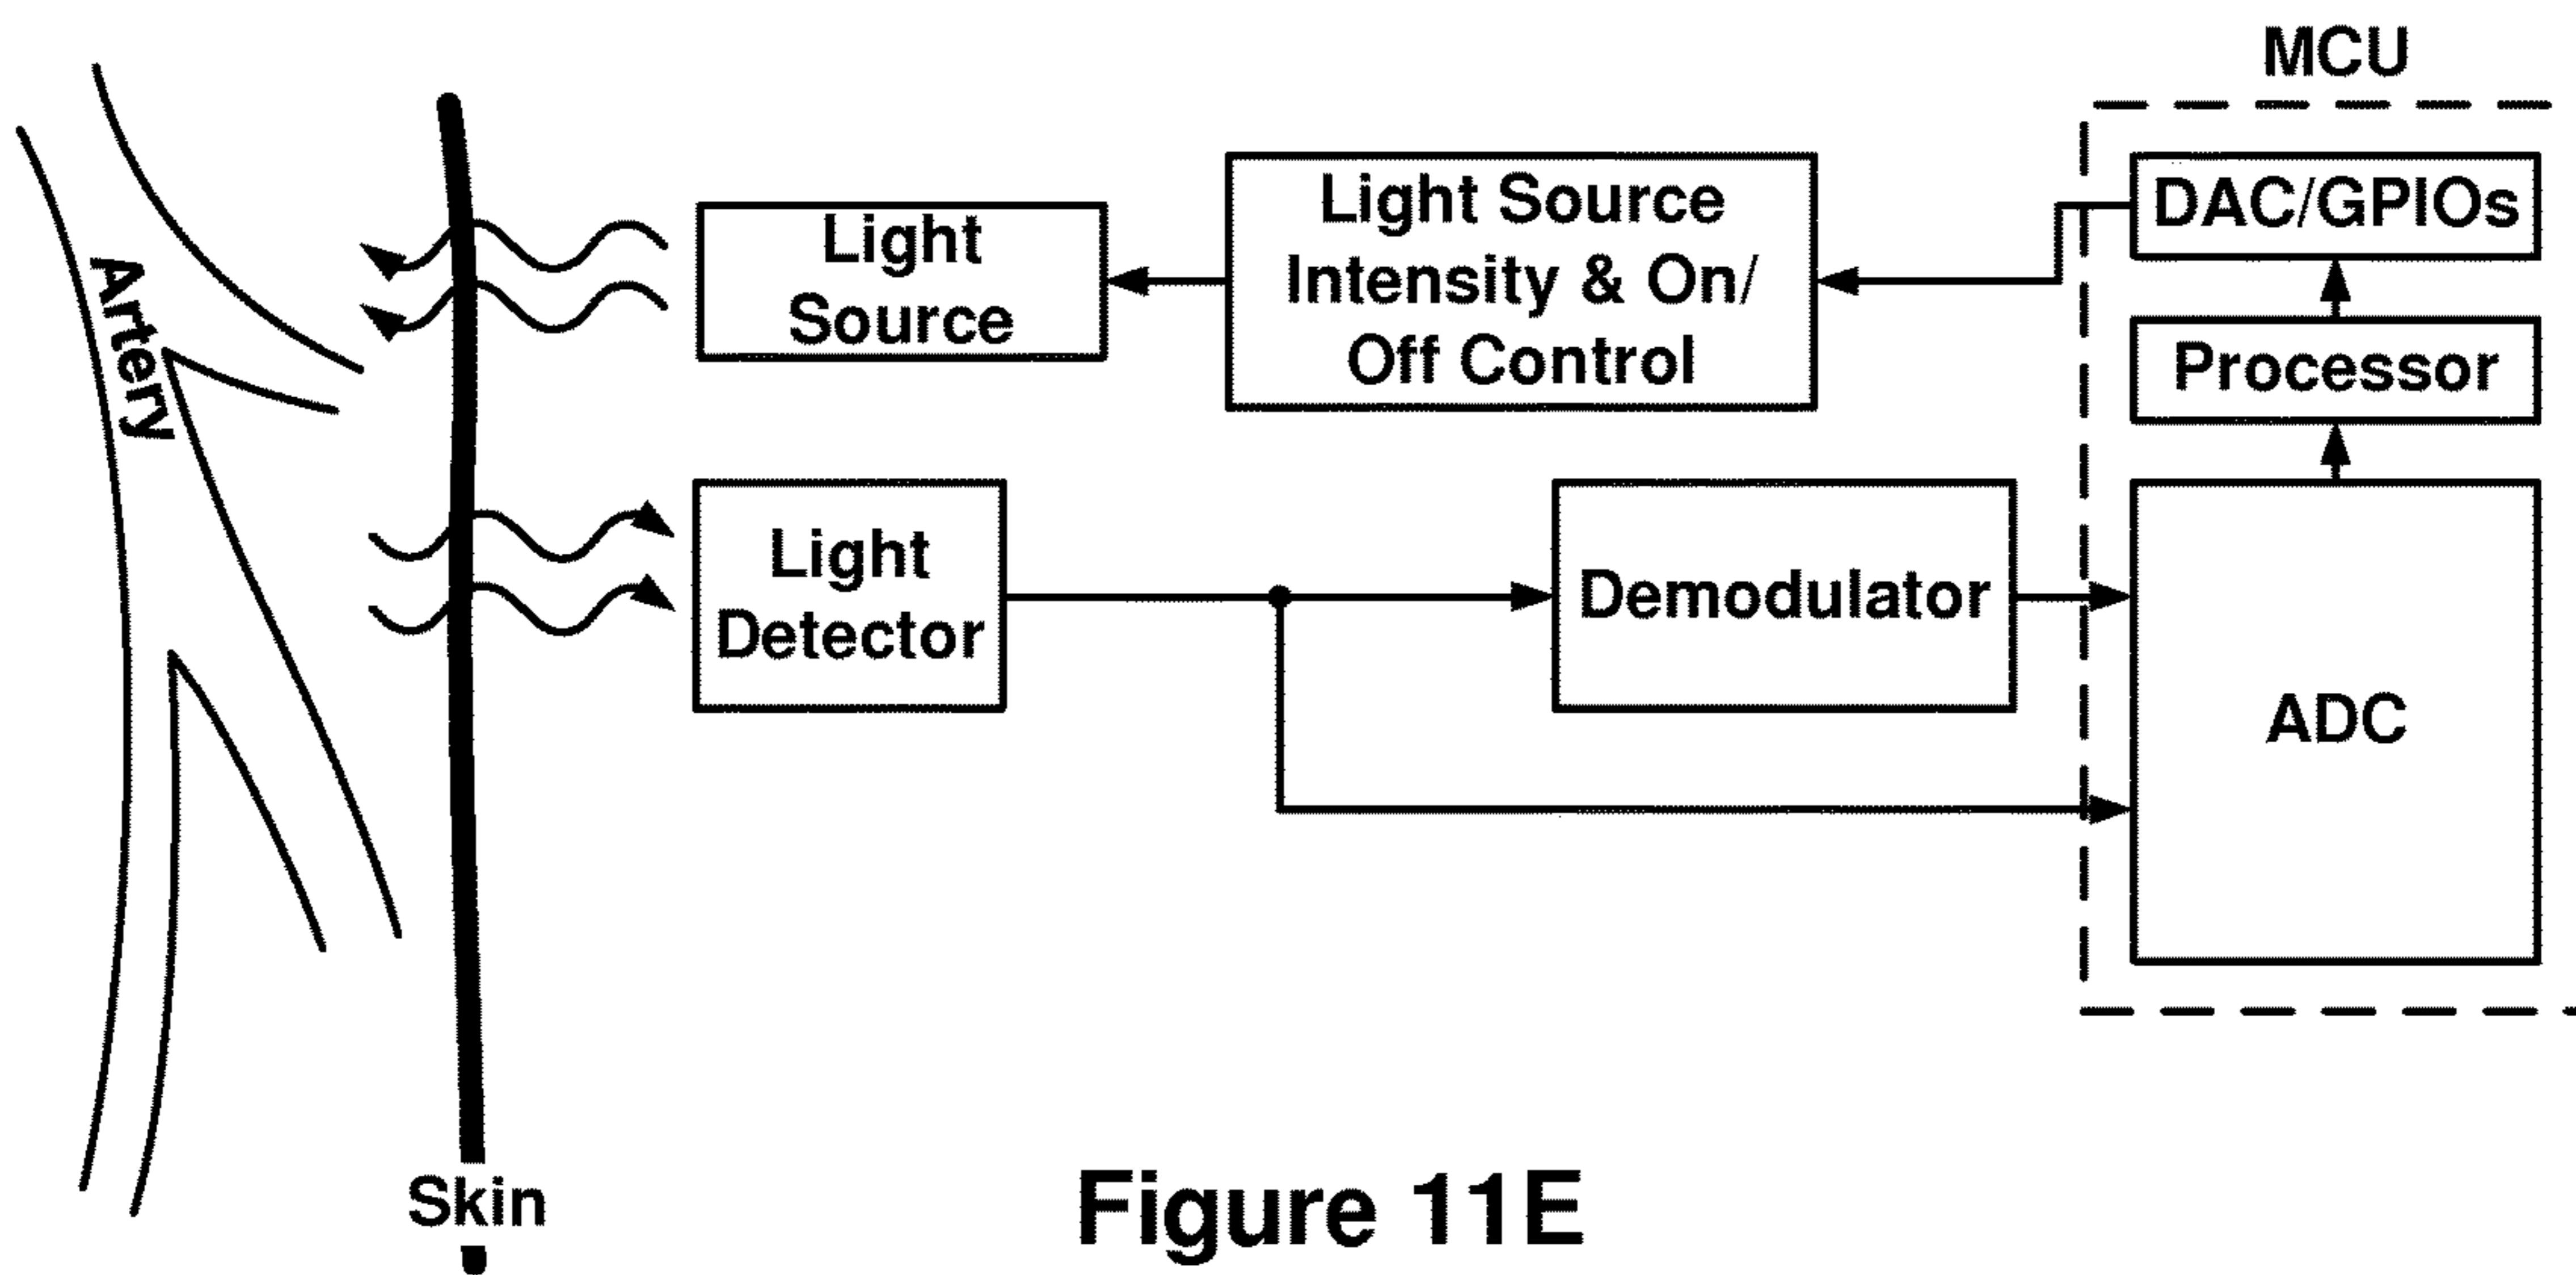 MCU
Light
Source
Light Source
Intensity & On/
Off Control
DAC/GPIOs
Processor
Artery
Light
Detector
Demodulator
ADC
Skin
Figure 11E